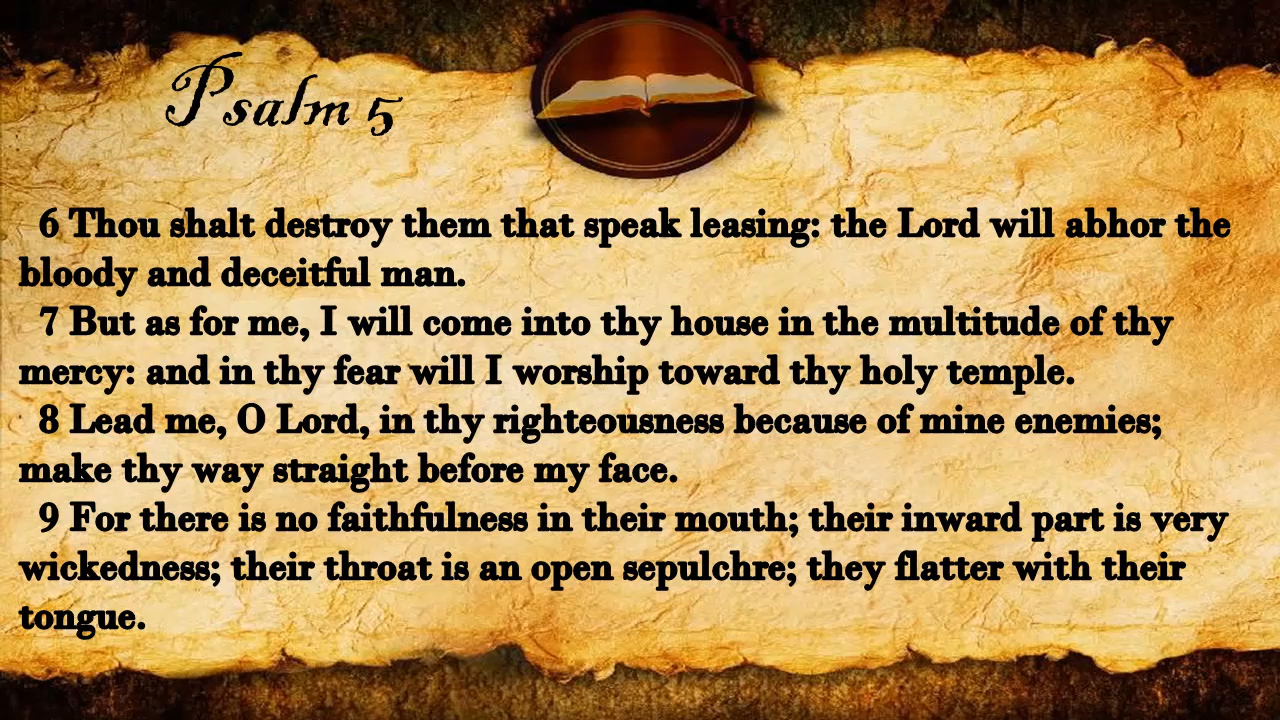 Psalm 5
6 Thou shalt destroy them that speak leasing: the Lord will abhor the
bloody and deceitful man.
7 But as for me, I will come into thy house in the multitude of thy
mercy: and in thy fear will I worship toward thy holy temple.
8 Lead me, O Lord, in thy righteousness because of mine enemies;
make thy way straight before my face.
9 For there is no faithfulness in their mouth; their inward part is very
wickedness; their throat is an open sepulchre; they flatter with their
tongue.